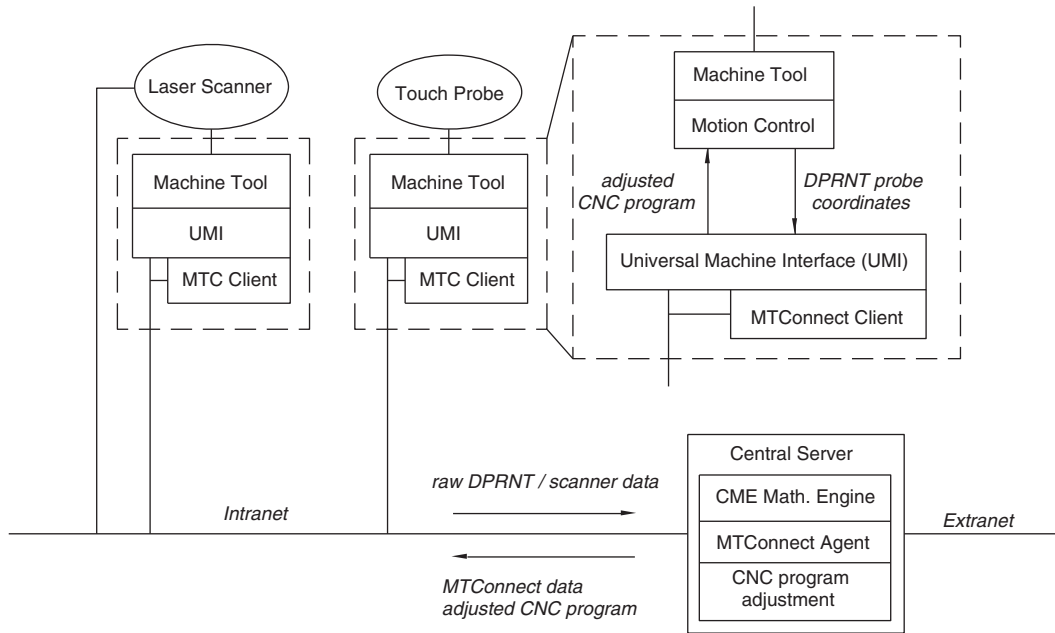 Laser Scanner
Machine Tool
UMI
MTC Client
Touch Probe
Machine Tool
UMI
MTC Client
Machine Tool
Motion Control
adjusted
CNC program
DPRNT probe
coordinates
Universal Machine Interface (UMI)
MTConnect Client
Intranet
raw DPRNT / scanner data
MTConnect data
adjusted CNC program
Central Server
CME Math. Engine
MTConnect Agent
CNC program
adjustment
Extranet